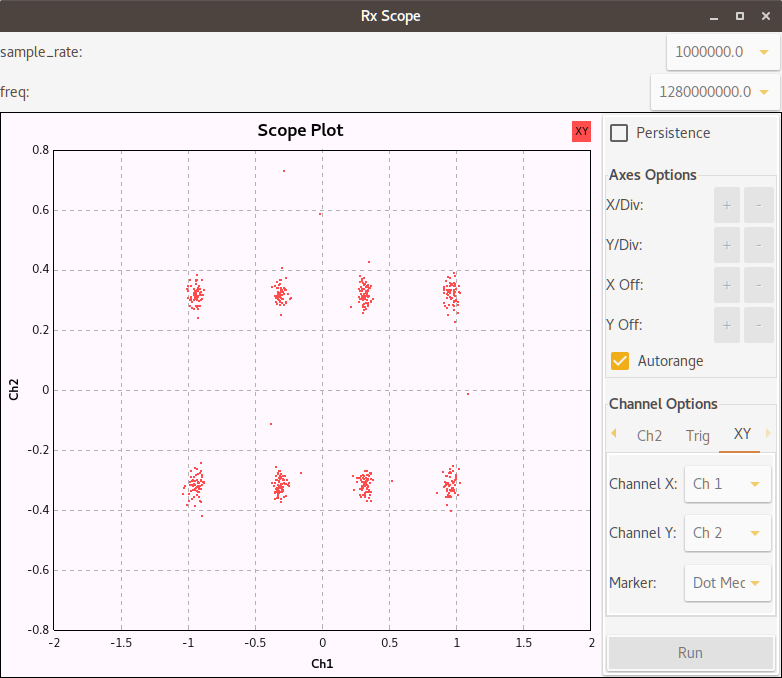 Rx Scope
sample_rate: 1000000.0
freq: 1280000000.0
Scope Plot
XY
0.8
0.6
0.4
0.2
0
-0.2
-0.4
-0.6
-0.8
Ch2
-2 -1.5 -1 -0.5 0 0.5 1 1.5 2
Ch1
Persistence
Axes Options
X/Div: + -
Y/Div: + -
X Off: + -
Y Off: + -
Autorange
Channel Options
Ch2 Trig XY
Channel X: Ch 1
Channel Y: Ch 2
Marker: Dot Med
Run